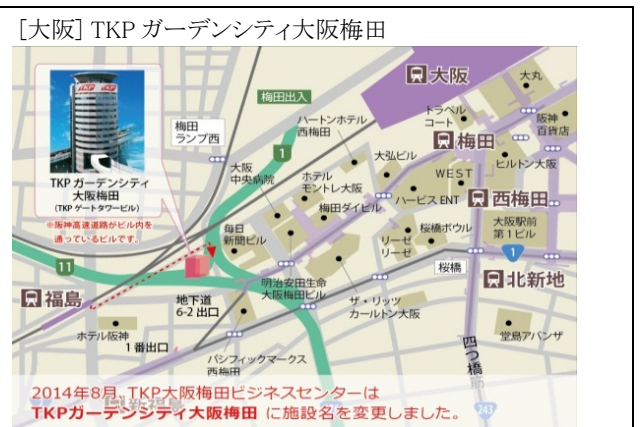 [大阪] TKP ガーデンシティ大阪梅田
大阪
大丸
梅田出入
トラベル
コート
阪神
百貨店
梅田
ランプ西
ハートンホテル
西梅田
梅田
大弘ビル
ヒルトン大阪
大阪
中央病院
ホテル
モントレ大阪
WEST
TKP ガーデンシティ
大阪梅田
(TKP ゲートタワービル)
梅田ダイビル
ハービス ENT
西梅田
※阪神高速道路がビル内を
通っているビルです。
毎日
新聞ビル
リーゼ
リーゼ
桜橋ボウル
大阪駅前
第1ビル
1
1
11
桜橋
北新地
福島
地下道
6-2 出口
明治安田生命
大阪梅田ビル
ザ・リッツ
カールトン大阪
ホテル阪神
1 番出口
堂島アバンザ
四つ橋筋
パシフィックマークス
西梅田
2014年8月、TKP大阪梅田ビジネスセンターは
TKPガーデンシティ大阪梅田 に施設名を変更しました。
新福島
243